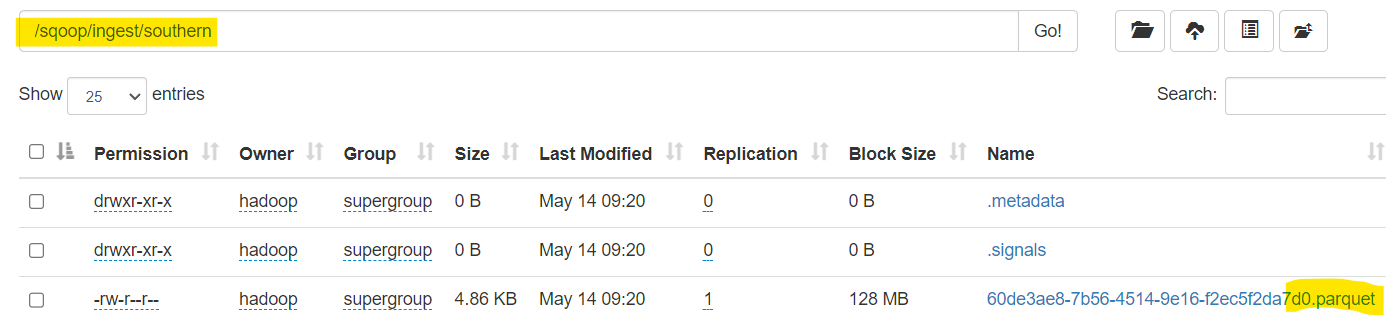 /sqoop/ingest/southern Go!
Show 25 entries Search:
Permission Owner Group Size Last Modified Replication Block Size Name
drwxr-xr-x hadoop supergroup 0 B May 14 09:20 0 0 B .metadata
drwxr-xr-x hadoop supergroup 0 B May 14 09:20 0 0 B .signals
-rw-r--r-- hadoop supergroup 4.86 KB May 14 09:20 1 128 MB 60de3ae8-7b56-4514-9e16-f2ec5f2da7d0.parquet